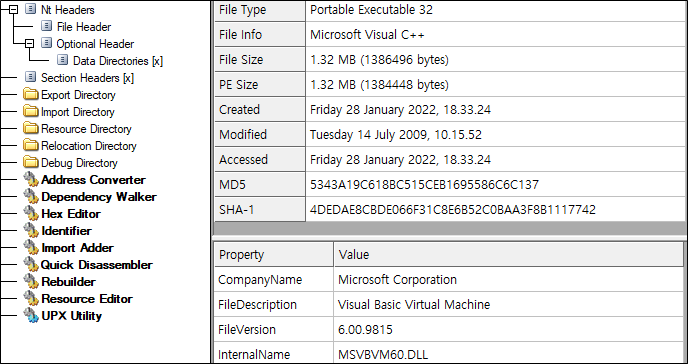 Nt Headers
File Header
Optional Header
Data Directories [x]
Section Headers [x]
Export Directory
Import Directory
Resource Directory
Relocation Directory
Debug Directory
Address Converter
Dependency Walker
Hex Editor
Identifier
Import Adder
Quick Disassembler
Rebuilder
Resource Editor
UPX Utility
File Type Portable Executable 32
File Info Microsoft Visual C++
File Size 1.32 MB (1386496 bytes)
PE Size 1.32 MB (1384448 bytes)
Created Friday 28 January 2022, 18.33.24
Modified Tuesday 14 July 2009, 10.15.52
Accessed Friday 28 January 2022, 18.33.24
MD5 5343A19C618BC515CEB1695586C6C137
SHA-1 4DEDAE8CBDE066F31C8E6B52C0BAA3F8B1117742
Property Value
CompanyName Microsoft Corporation
FileDescription Visual Basic Virtual Machine
FileVersion 6.00.9815
InternalName MSVBVM60.DLL